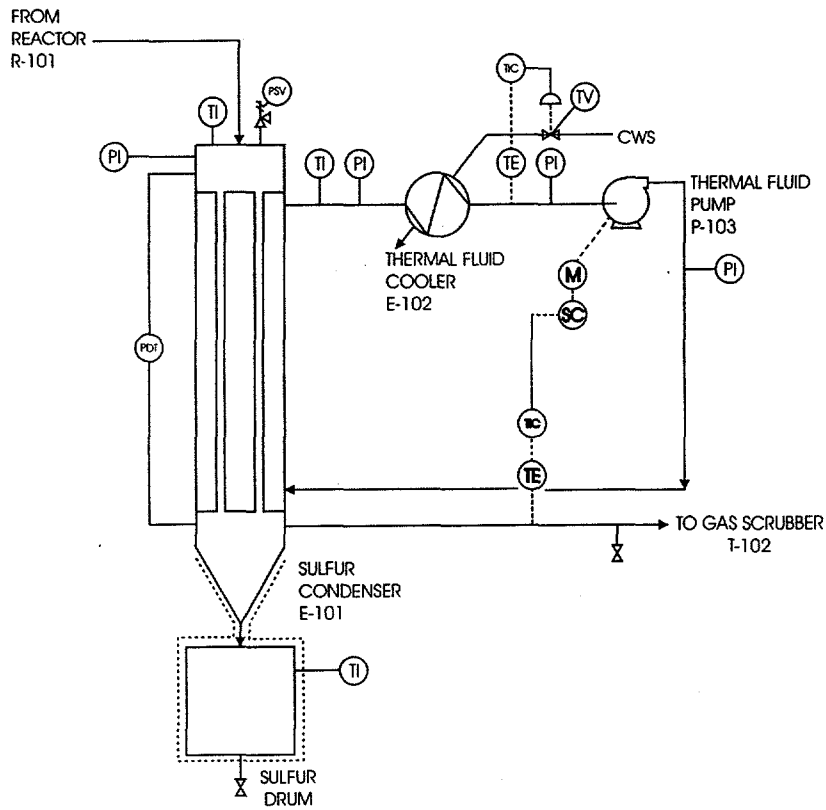 FROM
REACTOR
R-101
TI
PSV
PI
TIC
TV
CWS
TI
PI
TE
PI
THERMAL FLUID
PUMP
P-103
THERMAL FLUID
COOLER
E-102
M
PI
SC
PDT
TIC
TE
TO GAS SCRUBBER
T-102
SULFUR
CONDENSER
E-101
TI
SULFUR
DRUM